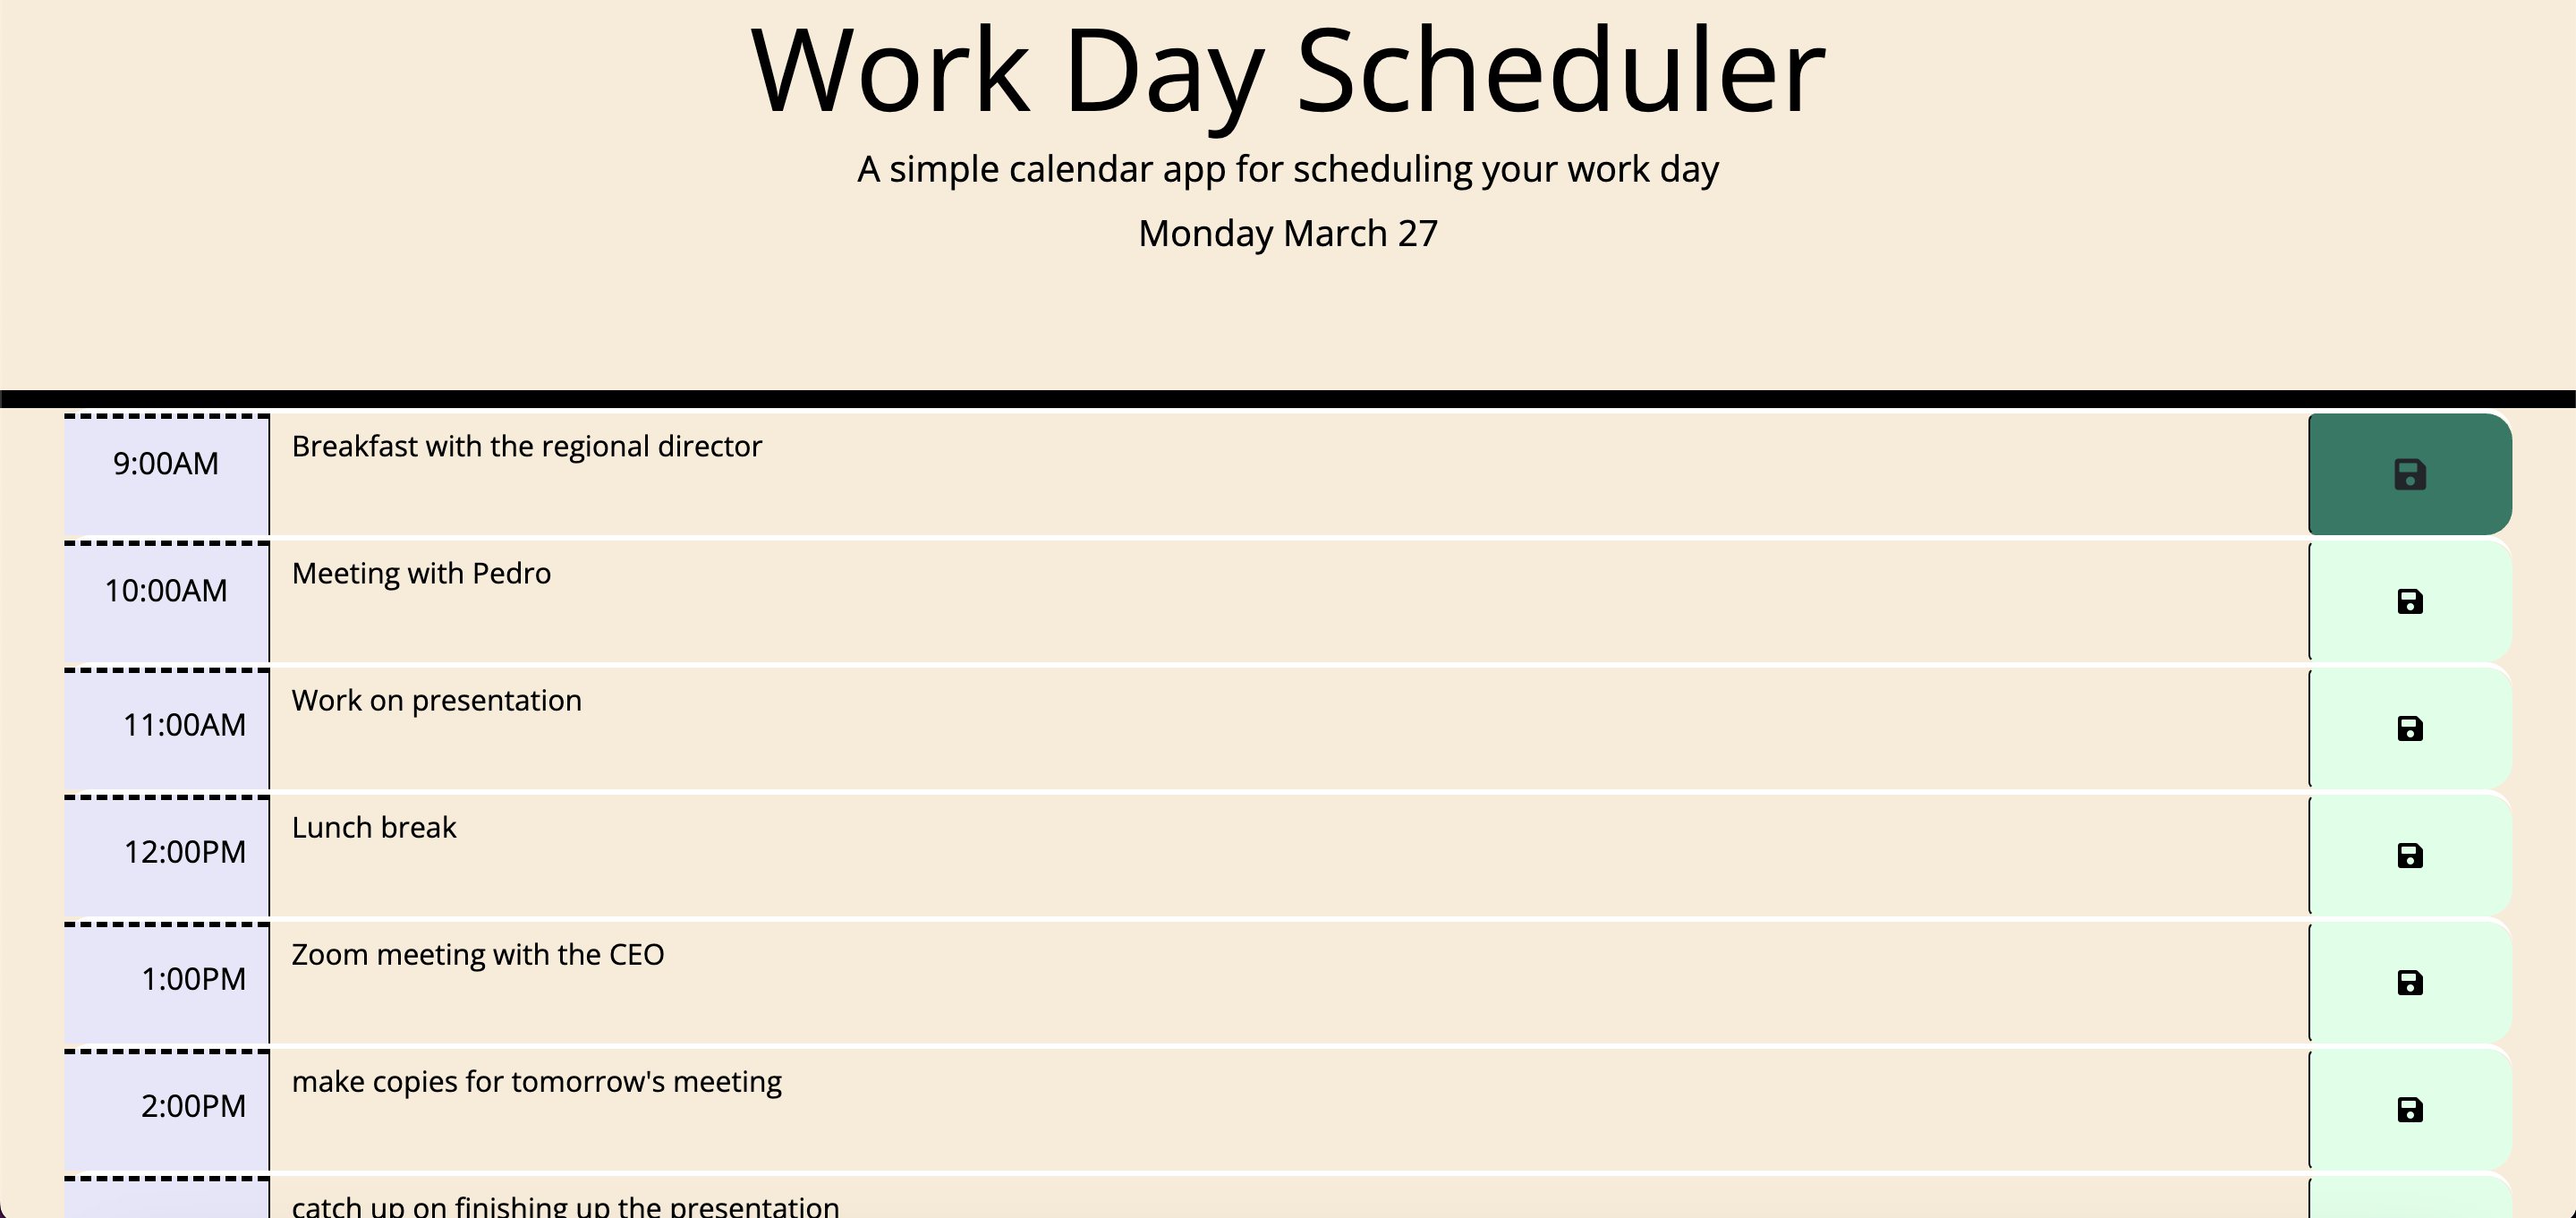 Work Day Scheduler
A simple calendar app for scheduling your work day
Monday March 27
9:00AM
Breakfast with the regional director
10:00AM
Meeting with Pedro
11:00AM
Work on presentation
12:00PM
Lunch break
1:00PM
Zoom meeting with the CEO
2:00PM
make copies for tomorrow's meeting
catch up on finishing up the presentation